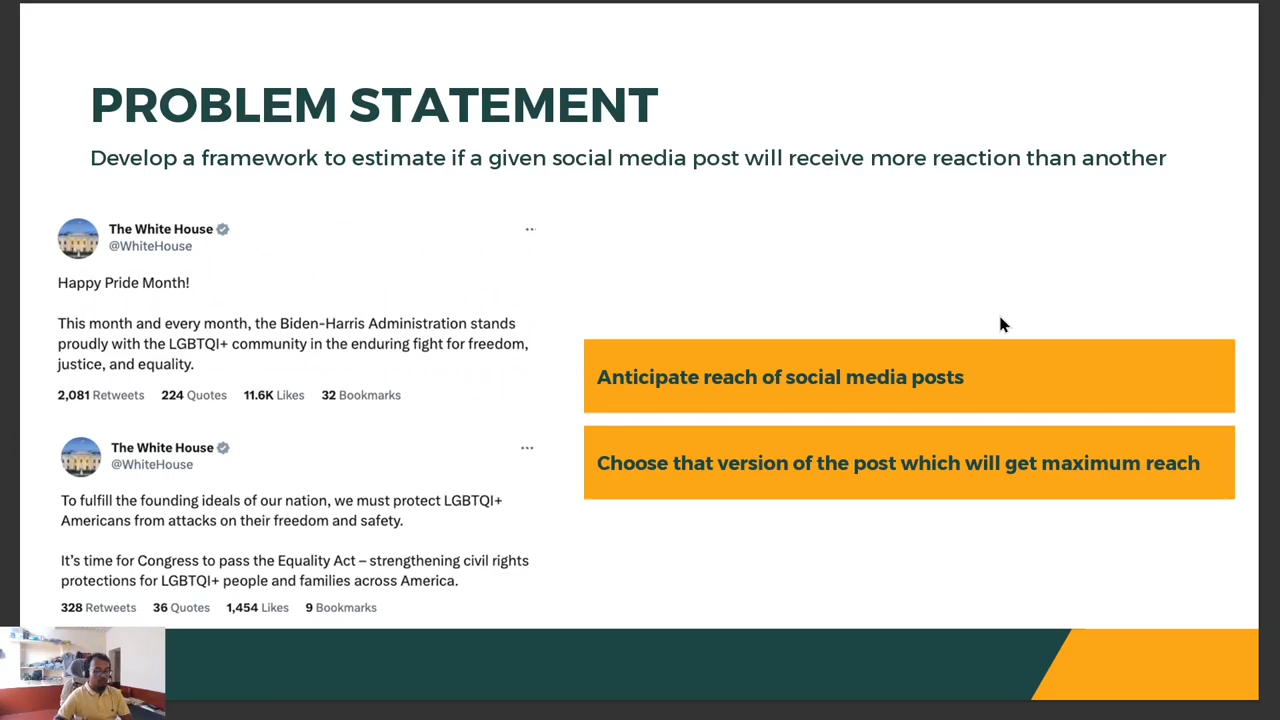 PROBLEM STATEMENT
Develop a framework to estimate if a given social media post will receive more reaction than another
The White House
@WhiteHouse
Happy Pride Month!
This month and every month, the Biden-Harris Administration stands
proudly with the LGBTQI+ community in the enduring fight for freedom,
justice, and equality.
2,081 Retweets 224 Quotes 11.6K Likes 32 Bookmarks
The White House
@WhiteHouse
To fulfill the founding ideals of our nation, we must protect LGBTQI+
Americans from attacks on their freedom and safety.
It’s time for Congress to pass the Equality Act – strengthening civil rights
protections for LGBTQI+ people and families across America.
328 Retweets 36 Quotes 1,454 Likes 9 Bookmarks
Anticipate reach of social media posts
Choose that version of the post which will get maximum reach